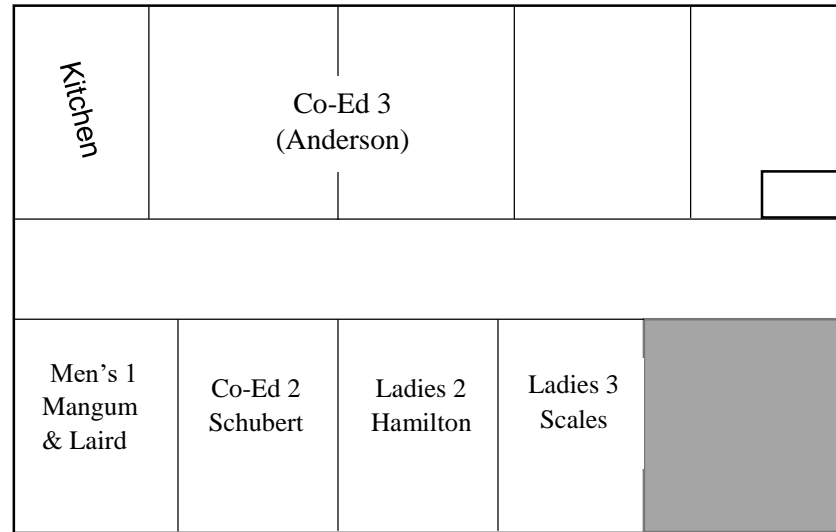 Kitchen
Co-Ed 3
(Anderson)
Men’s 1
Mangum
& Laird
Co-Ed 2
Schubert
Ladies 2
Hamilton
Ladies 3
Scales